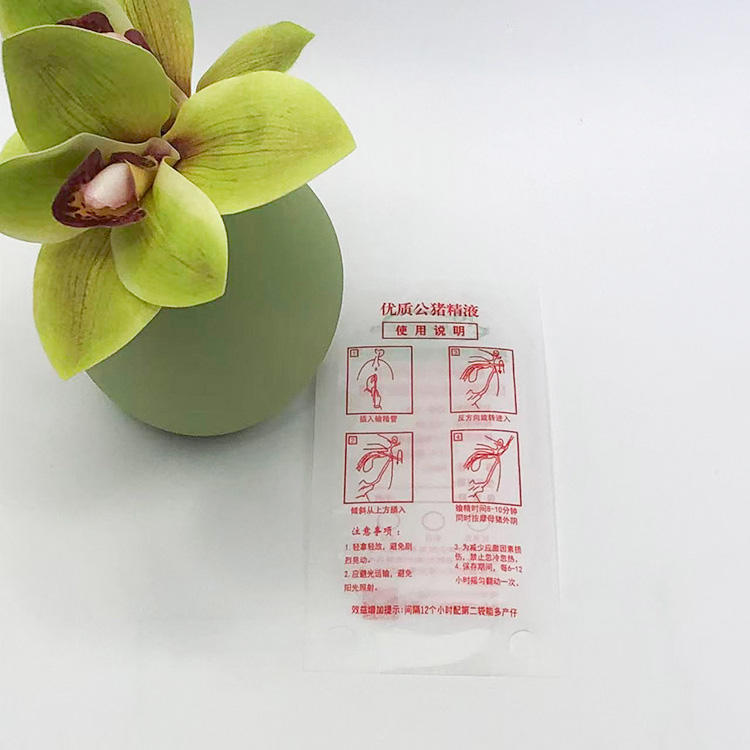 优质公猪精液
使用说明
1
插入输精管
3
反方向旋转进入
2
倾斜从上方插入
4
输精时间8-10分钟
同时按摩母猪外阴
注意事项：
1. 轻拿轻放，避免剧
烈晃动。
2. 应避光运输，避免
阳光照射。
3. 为减少应激因素损
伤，禁止忽冷忽热，
4. 保存期间，每6-12
小时摇匀翻动一次。
效益增加提示：间隔12个小时配第二袋能多产仔